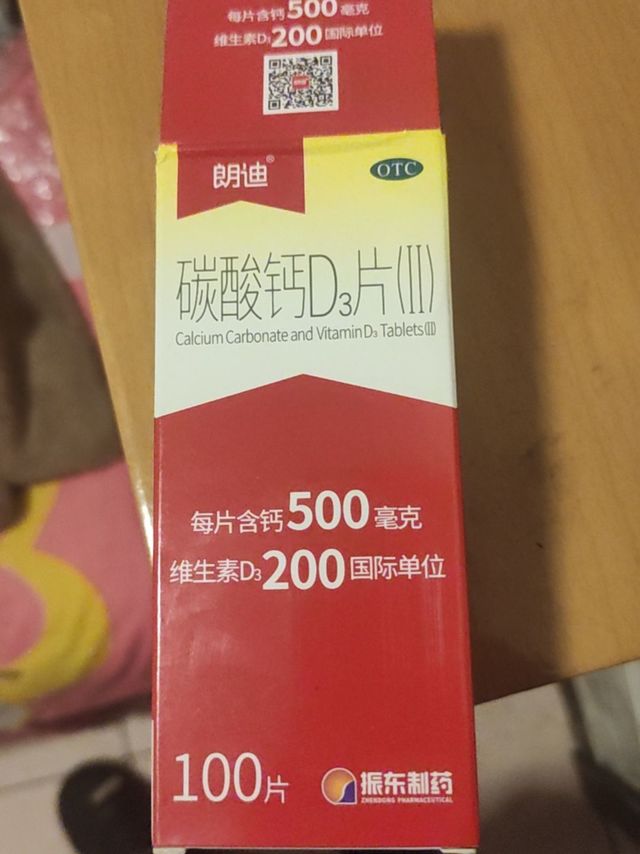 每片含钙500毫克
维生素D₃200国际单位
朗迪®
OTC
碳酸钙D₃片(II)
Calcium Carbonate and Vitamin D₃ Tablets(II)
每片含钙500毫克
维生素D₃200国际单位
100片
振东制药
ZHENDONG PHARMACEUTICAL